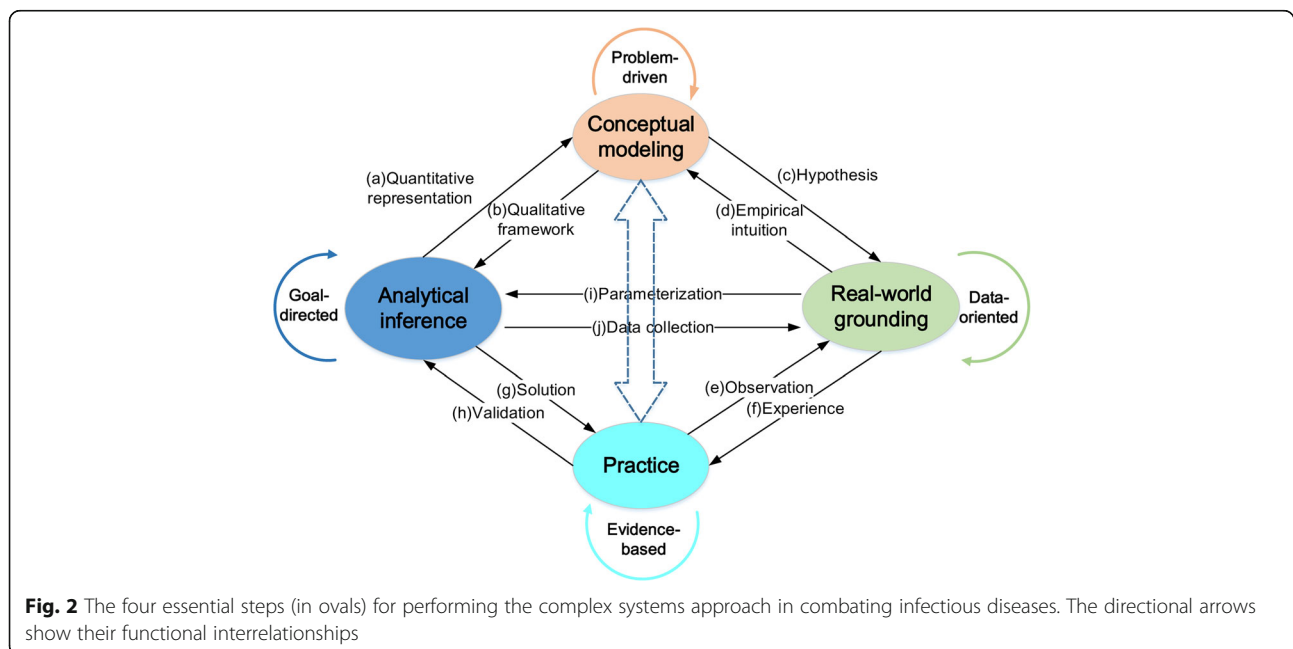 Problem-
driven
Conceptual
modeling
(a)Quantitative
representation
(b)Qualitative
framework
(c)Hypothesis
(d)Empirical
intuition
Goal-
directed
Analytical
inference
(i)Parameterization
(j)Data collection
Real-world
grounding
Data-
oriented
(g)Solution
(h)Validation
(e)Observation
(f)Experience
Practice
Evidence-
based
Fig. 2 The four essential steps (in ovals) for performing the complex systems approach in combating infectious diseases. The directional arrows
show their functional interrelationships